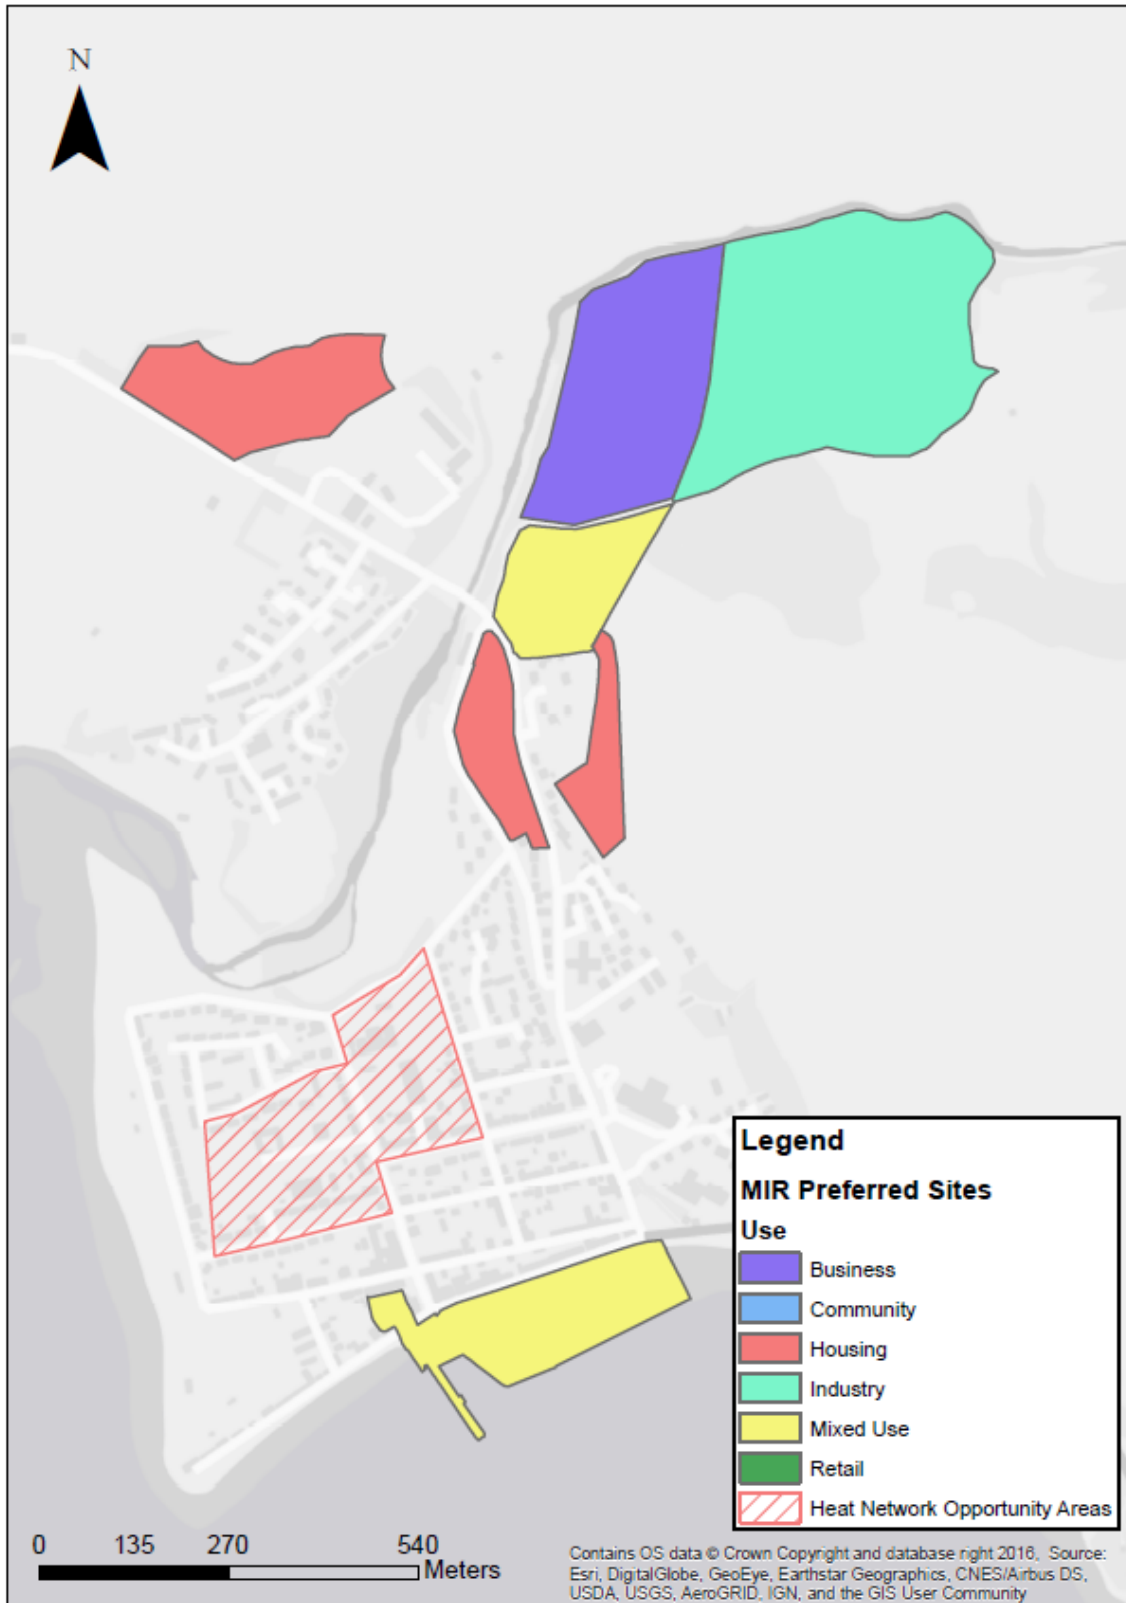 N
Legend
MIR Preferred Sites
Use
Business
Community
Housing
Industry
Mixed Use
Retail
Heat Network Opportunity Areas
0 135 270 540
Meters
Contains OS data © Crown Copyright and database right 2016, Source:
Esri, DigitalGlobe, GeoEye, Earthstar Geographics, CNES/Airbus DS,
USDA, USGS, AeroGRID, IGN, and the GIS User Community